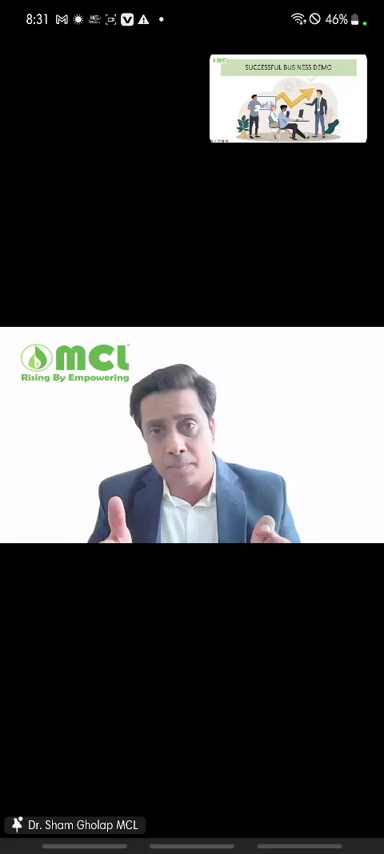 8:31
46%
SUCCESSFUL BUSINESS DEMO
MCL
Rising By Empowering
Dr. Sham Gholap MCL